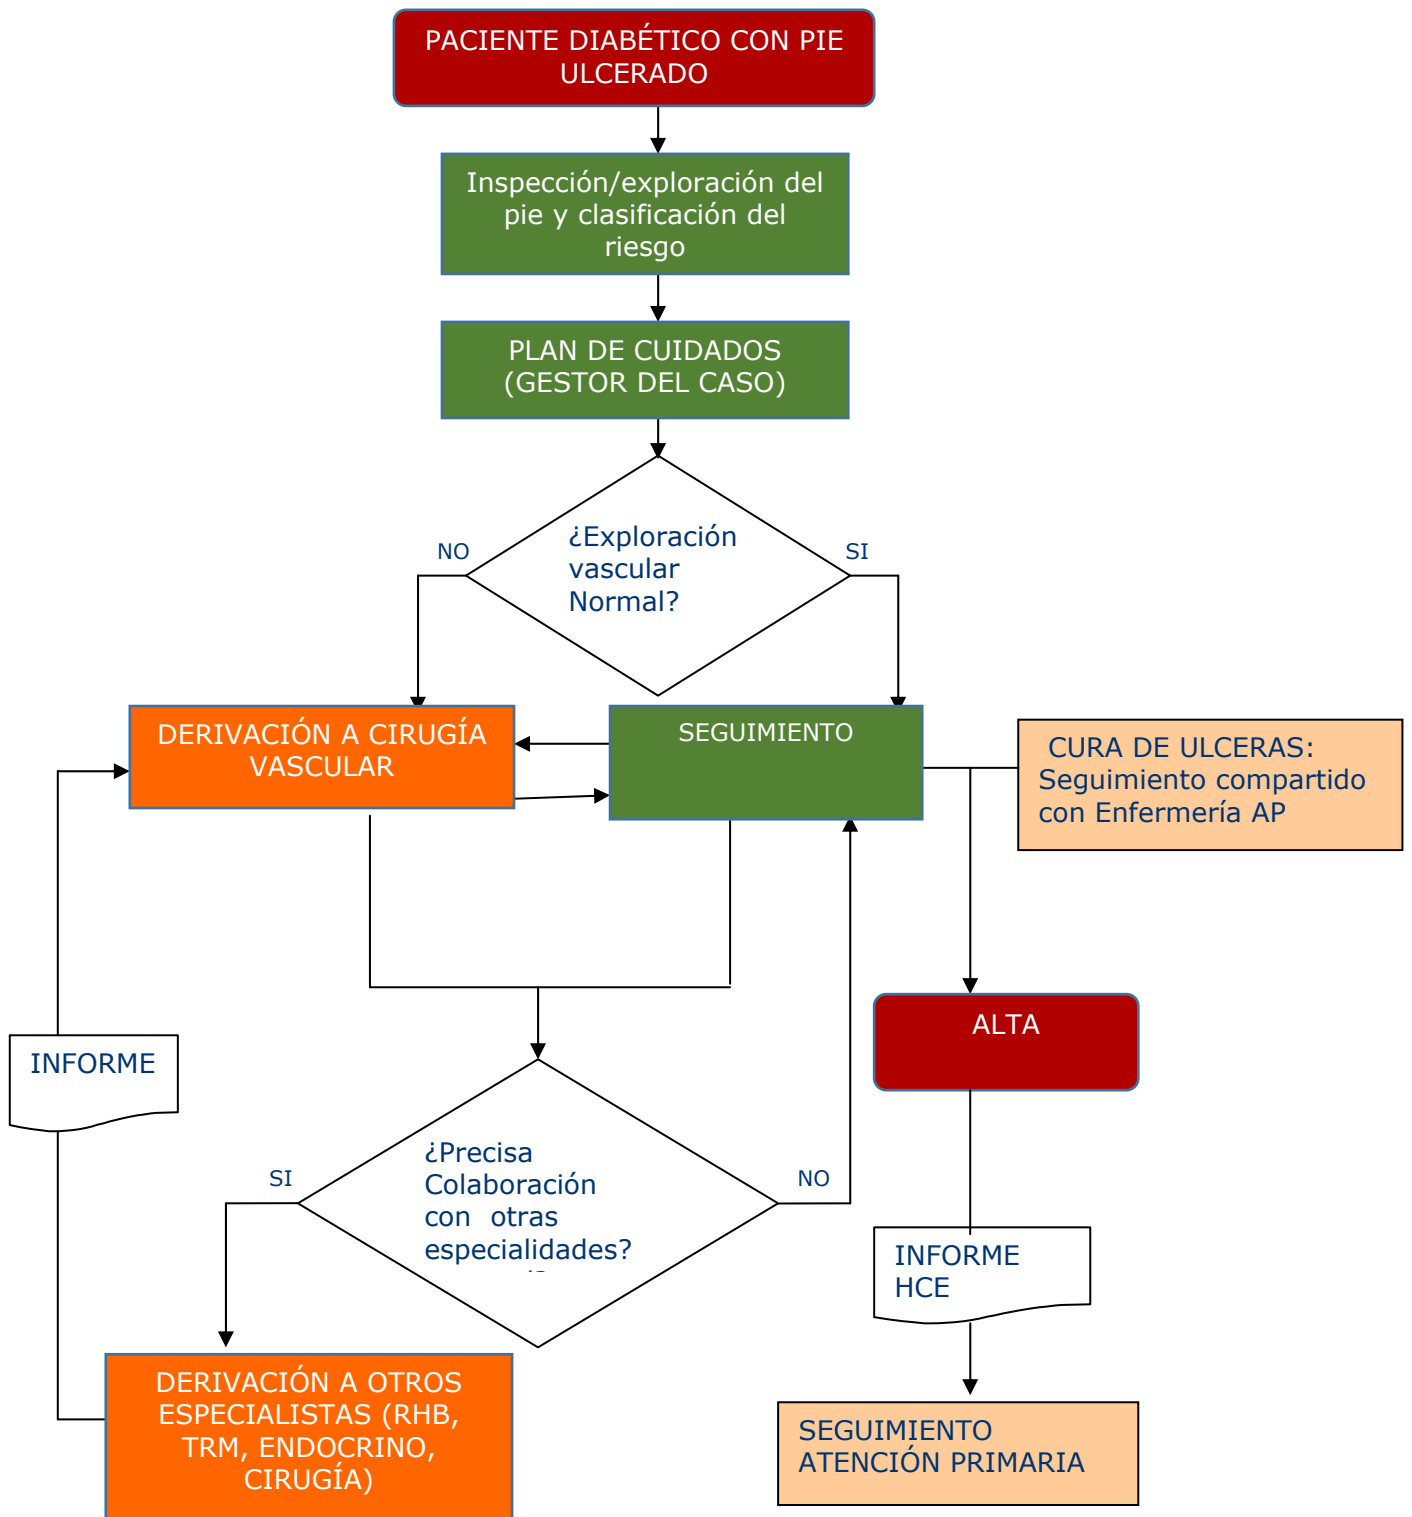 PACIENTE DIABÉTICO CON PIE
ULCERADO
Inspección/exploración del
pie y clasificación del
riesgo
PLAN DE CUIDADOS
(GESTOR DEL CASO)
¿Exploración
vascular
Normal?
NO
SI
DERIVACIÓN A CIRUGÍA
VASCULAR
SEGUIMIENTO
CURA DE ULCERAS:
Seguimiento compartido
con Enfermería AP
ALTA
INFORME
¿Precisa
Colaboración
con otras
especialidades?
SI
NO
INFORME
HCE
DERIVACIÓN A OTROS
ESPECIALISTAS (RHB,
TRM, ENDOCRINO,
CIRUGÍA)
SEGUIMIENTO
ATENCIÓN PRIMARIA